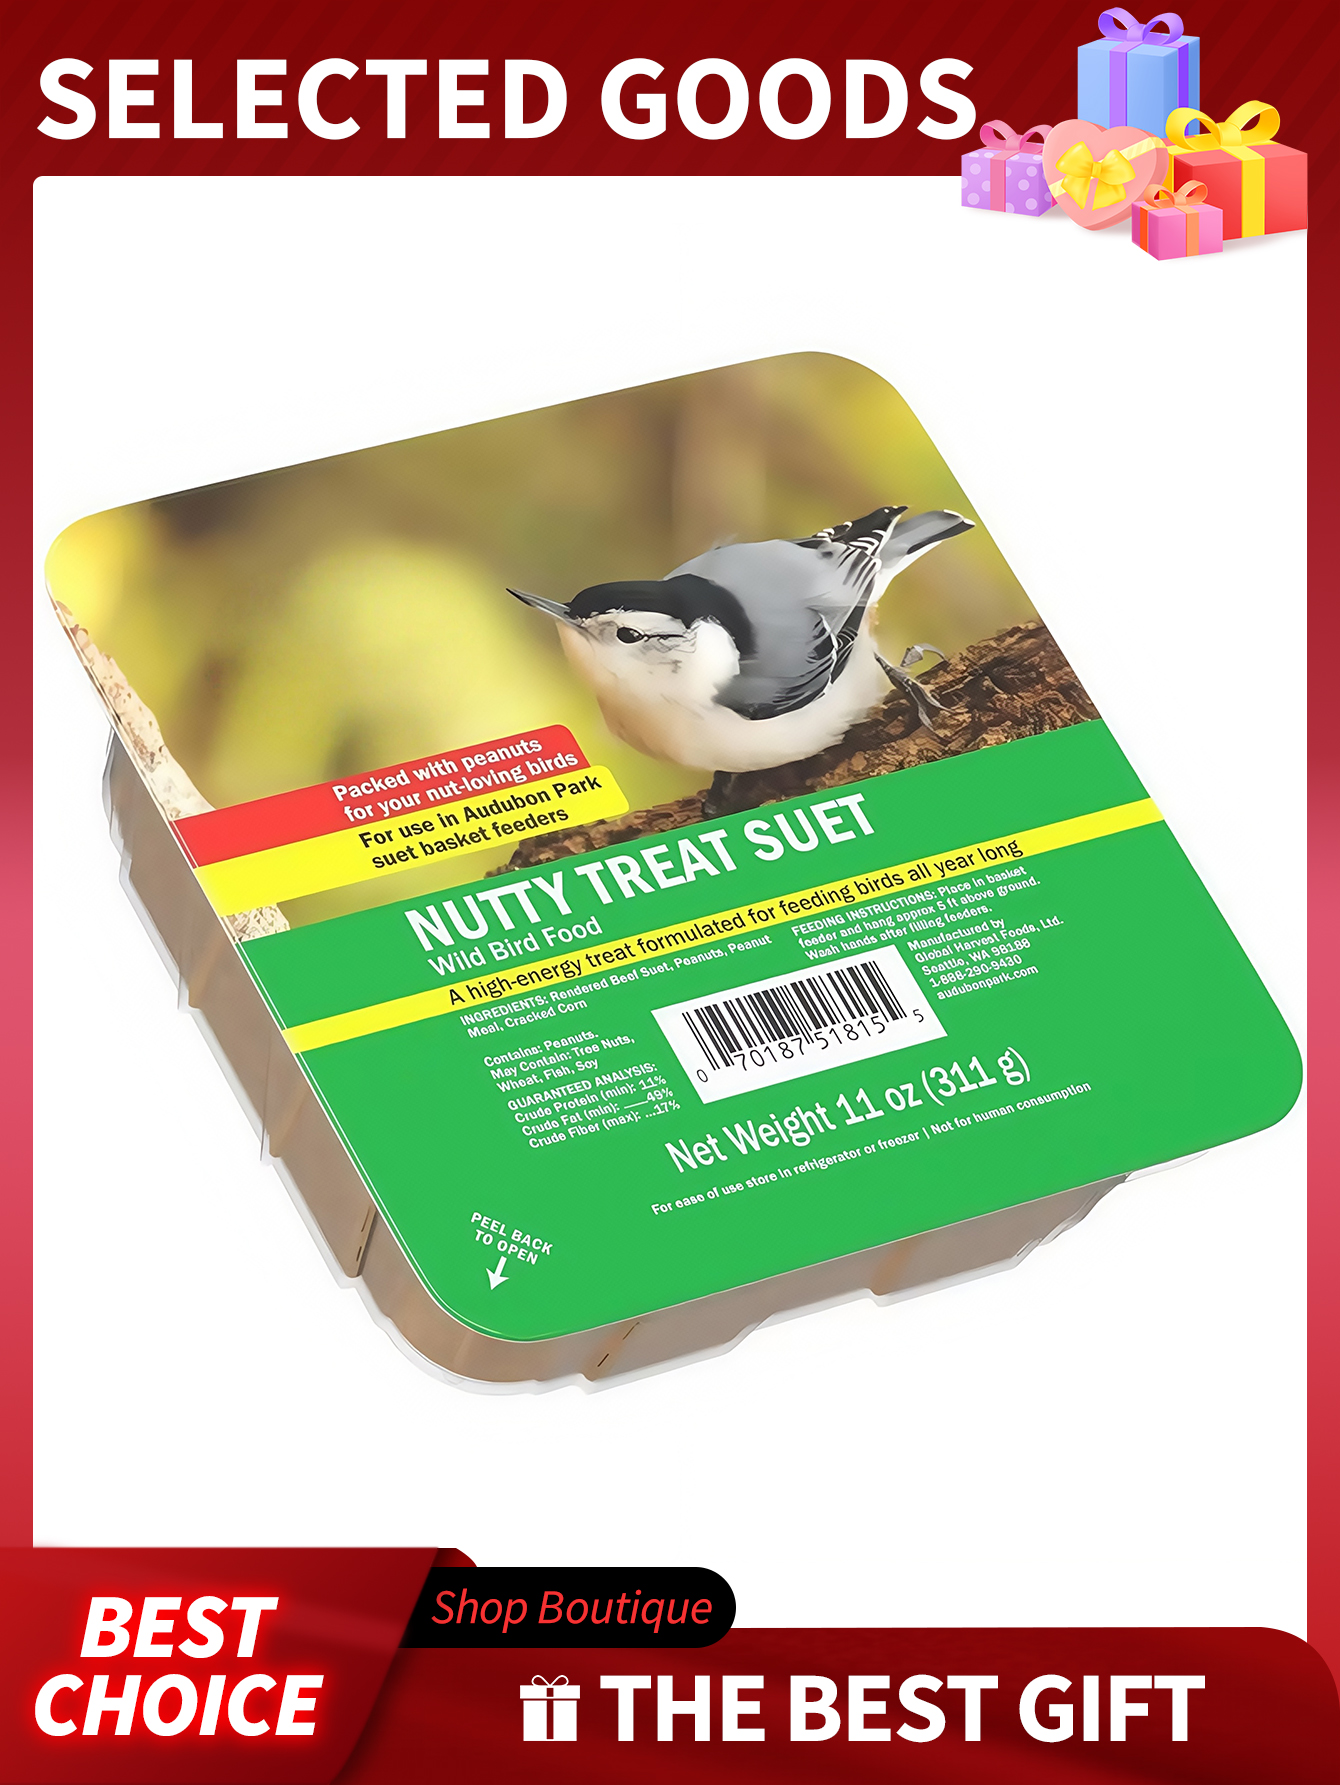 SELECTED GOODS
Packed with peanuts
for your nut-loving birds
For use in Audubon Park
suet basket feeders
NUTTY TREAT SUET
Wild Bird Food
A high-energy treat formulated for feeding birds all year long
INGREDIENTS: Rendered Beef Suet, Peanuts, Peanut
Meal, Cracked Corn
Contains: Peanuts.
May Contain: Tree Nuts,
Wheat, Fish, Soy
GUARANTEED ANALYSIS:
Crude Protein (min): 11%
Crude Fat (min): ___49%
Crude Fiber (max): ...17%
FEEDING INSTRUCTIONS: Place in basket
feeder and hang approx 5 ft above ground.
Wash hands after filling feeders.
Manufactured by
Global Harvest Foods, Ltd.
Seattle, WA 98188
1-888-290-9430
audubonpark.com
0 70187 51815 5
Net Weight 11 oz (311 g)
For ease of use store in refrigerator or freezer | Not for human consumption
PEEL BACK
TO OPEN
BEST
CHOICE
Shop Boutique
THE BEST GIFT